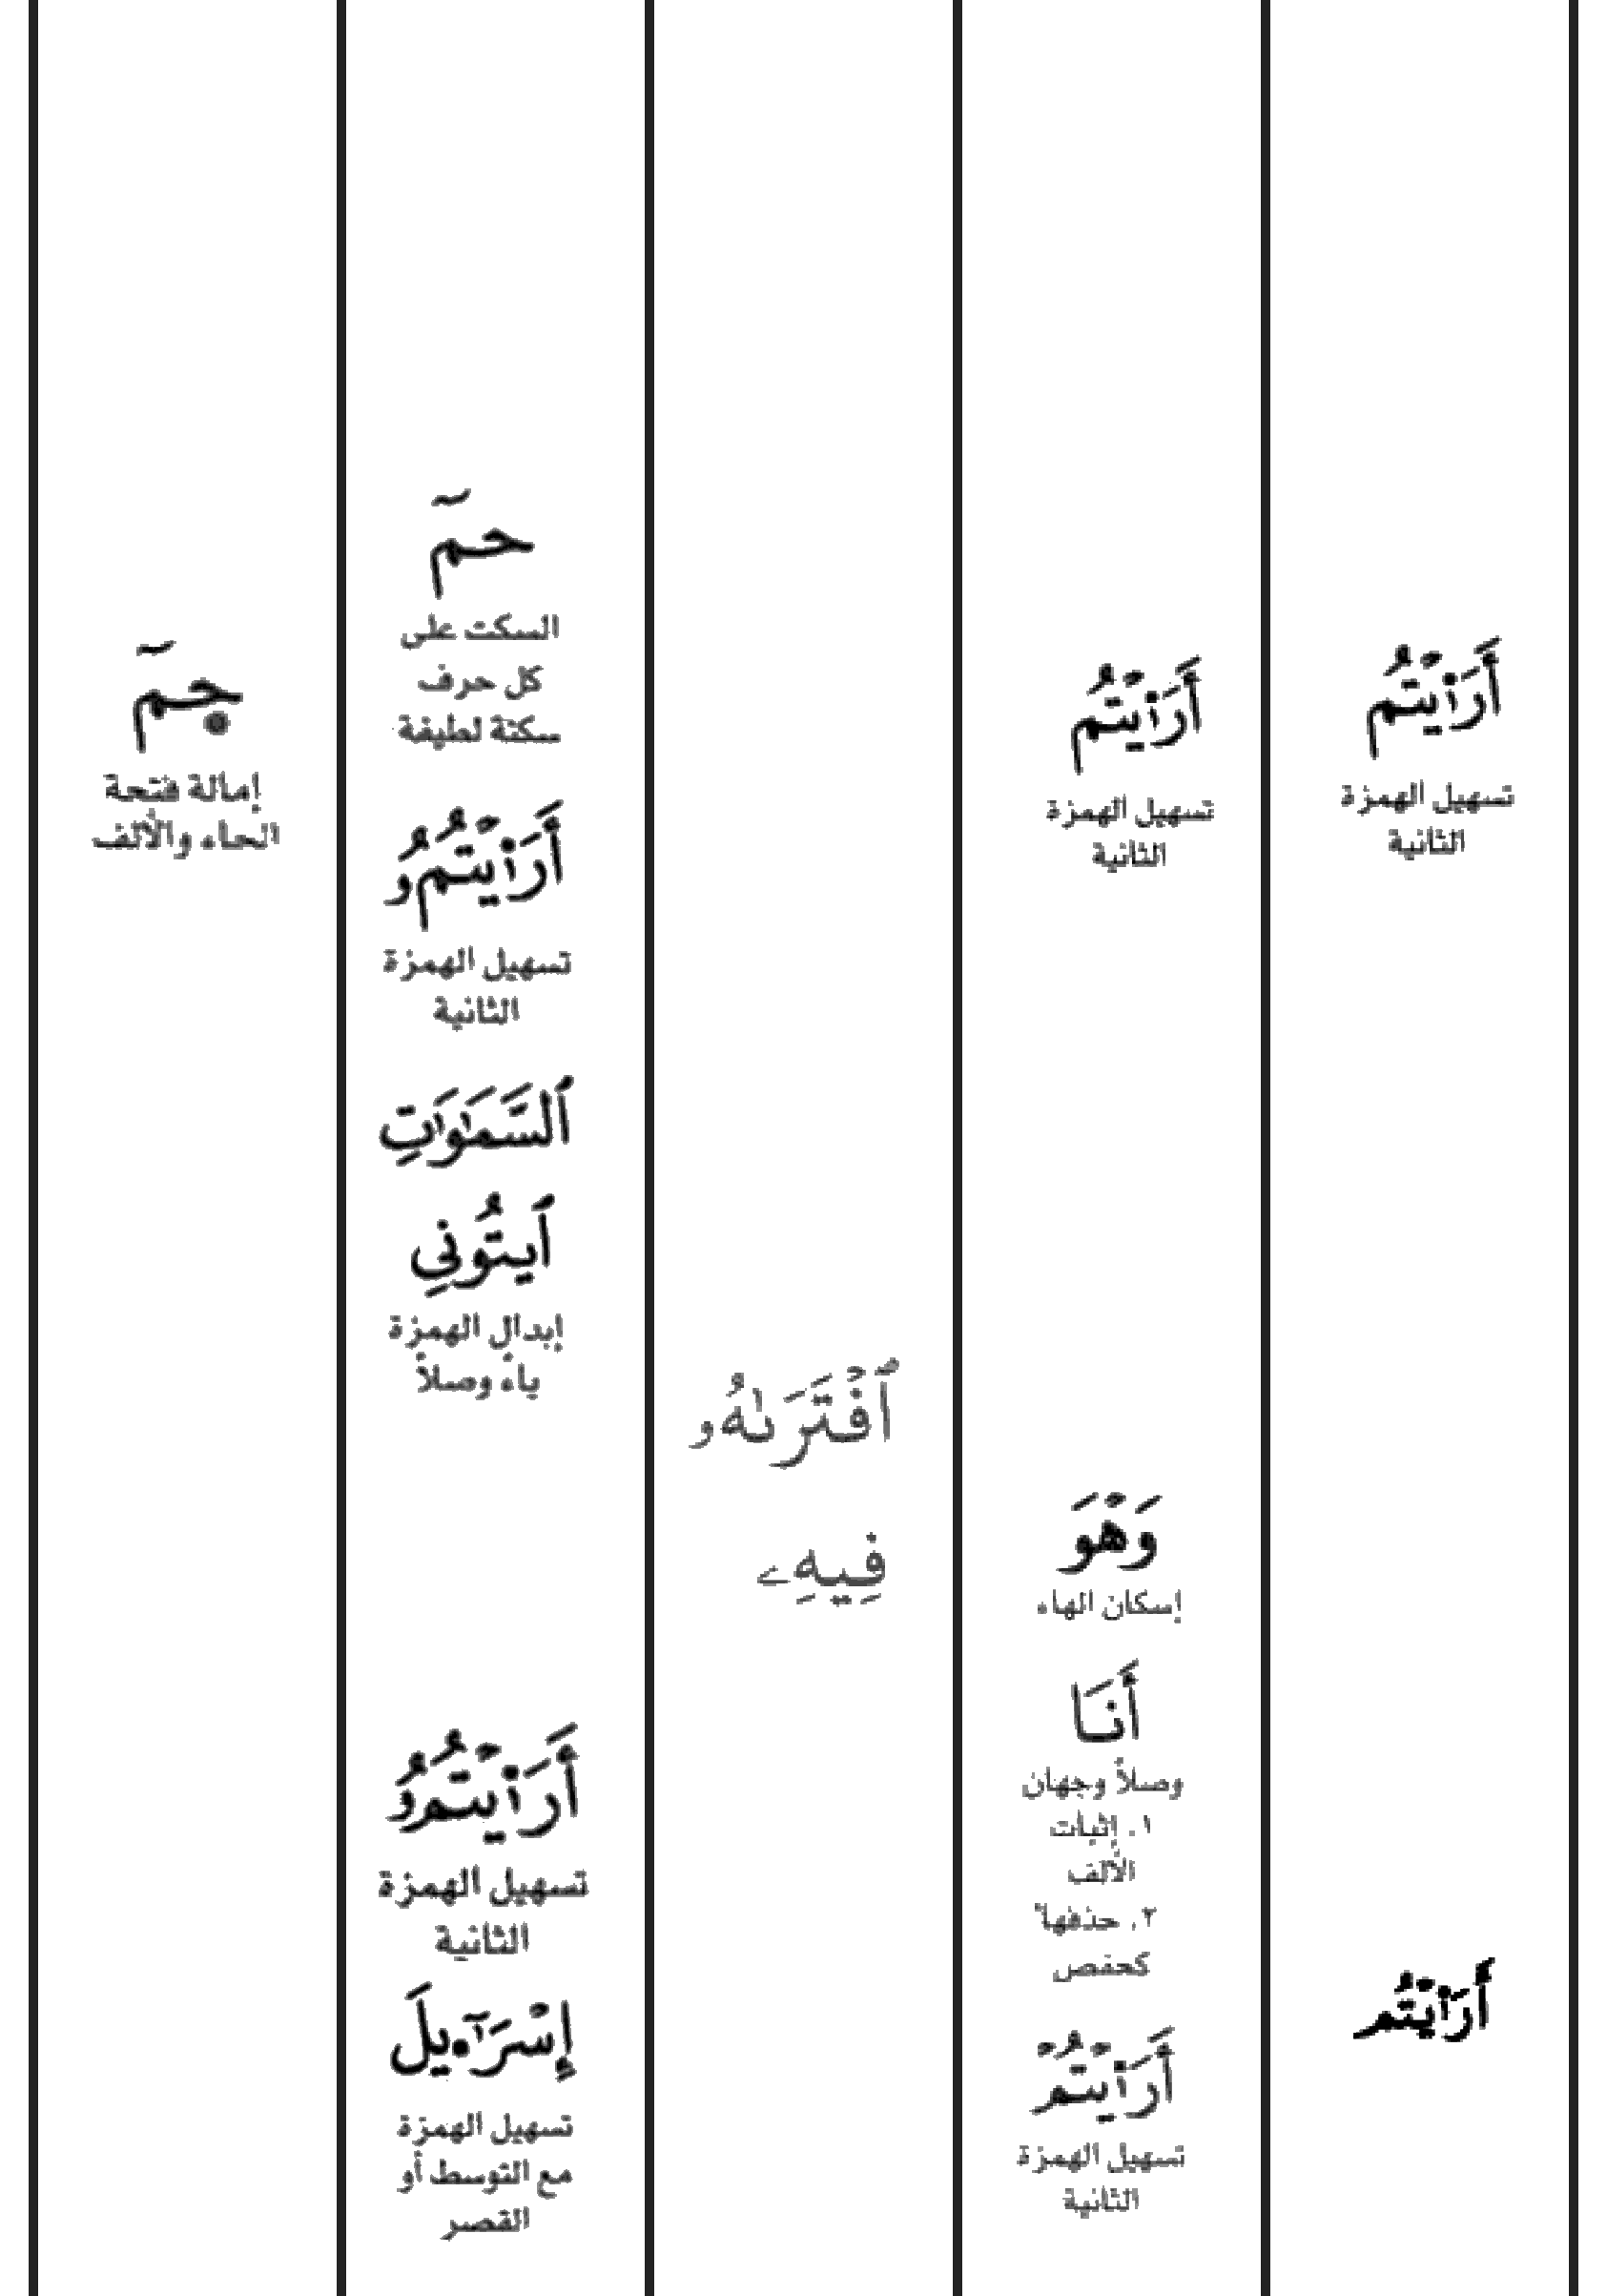 أَرَٰيْتُم
تسهيل الهمزة
الثانية
أَرَٰيْتُم
أَرَٰيْتُم
تسهيل الهمزة
الثانية
وَهْوَ
إسكان الهاء
أَنَا
وصلاً وجهان
١. إثبات
الألف
٢. حذفها
كحفص
أَرَٰيْتُمْ
تسهيل الهمزة
الثانية
ٱفْتَرَىٰهُۥ
فِيهِۦ
حمٓ
السكت على
كل حرف
سكتة لطيفة
أَرَٰيْتُمُۥ
تسهيل الهمزة
الثانية
ٱلسَّمَٰوَٰتِ
ٱيتُونِي
إبدال الهمزة
ياءً وصلاً
أَرَٰيْتُمُۥ
تسهيل الهمزة
الثانية
إِسْرَآٰيلَ
تسهيل الهمزة
مع التوسط أو
القصر
حمٓ
إمالة فتحة
الحاء والألف